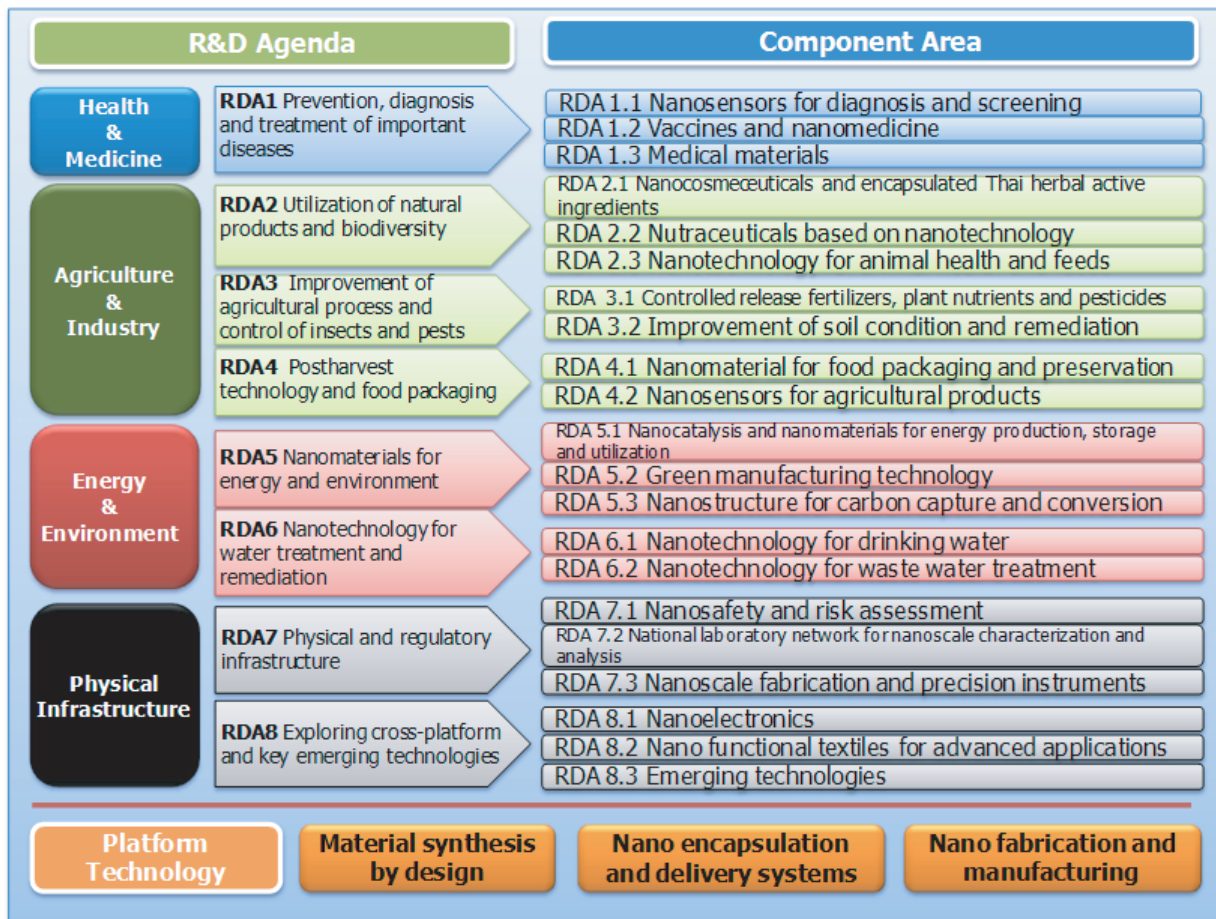 R&D Agenda
Component Area
Health
&
Medicine
RDA1 Prevention, diagnosis
and treatment of important
diseases
RDA 1.1 Nanosensors for diagnosis and screening
RDA 1.2 Vaccines and nanomedicine
RDA 1.3 Medical materials
Agriculture
&
Industry
RDA2 Utilization of natural
products and biodiversity
RDA 2.1 Nanocosmeceuticals and encapsulated Thai herbal active
ingredients
RDA 2.2 Nutraceuticals based on nanotechnology
RDA 2.3 Nanotechnology for animal health and feeds
RDA3 Improvement of
agricultural process and
control of insects and pests
RDA 3.1 Controlled release fertilizers, plant nutrients and pesticides
RDA 3.2 Improvement of soil condition and remediation
RDA4 Postharvest
technology and food packaging
RDA 4.1 Nanomaterial for food packaging and preservation
RDA 4.2 Nanosensors for agricultural products
Energy
&
Environment
RDA5 Nanomaterials for
energy and environment
RDA 5.1 Nanocatalysis and nanomaterials for energy production, storage
and utilization
RDA 5.2 Green manufacturing technology
RDA 5.3 Nanostructure for carbon capture and conversion
RDA6 Nanotechnology for
water treatment and
remediation
RDA 6.1 Nanotechnology for drinking water
RDA 6.2 Nanotechnology for waste water treatment
Physical
Infrastructure
RDA7 Physical and regulatory
infrastructure
RDA 7.1 Nanosafety and risk assessment
RDA 7.2 National laboratory network for nanoscale characterization and
analysis
RDA 7.3 Nanoscale fabrication and precision instruments
RDA8 Exploring cross-platform
and key emerging technologies
RDA 8.1 Nanoelectronics
RDA 8.2 Nano functional textiles for advanced applications
RDA 8.3 Emerging technologies
Platform
Technology
Material synthesis
by design
Nano encapsulation
and delivery systems
Nano fabrication and
manufacturing